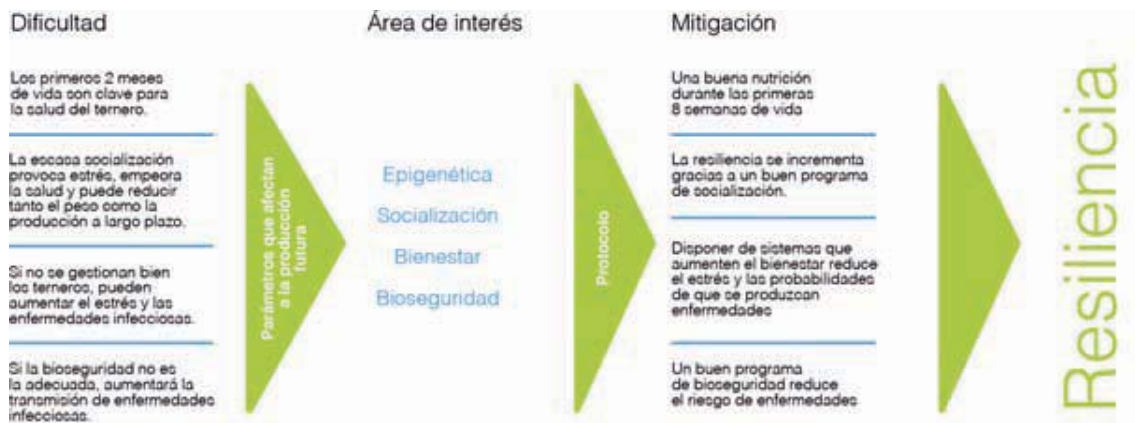 Dificultad
Los primeros 2 meses
de vida son clave para
la salud del ternero.
La escasa socialización
provoca estrés, empeora
la salud y puede reducir
tanto el peso como la
producción a largo plazo.
Si no se gestionan bien
los terneros, pueden
aumentar el estrés y las
enfermedades infecciosas.
Si la bioseguridad no es
la adecuada, aumentará la
transmisión de enfermedades
infecciosas.
Parámetros que afectan
a la producción
futura
Área de interés
Epigenética
Socialización
Bienestar
Bioseguridad
Protocolo
Mitigación
Una buena nutrición
durante las primeras
8 semanas de vida
La resiliencia se incrementa
gracias a un buen programa
de socialización.
Disponer de sistemas que
aumenten el bienestar reduce
el estrés y las probabilidades
de que se produzcan
enfermedades
Un buen programa
de bioseguridad reduce
el riesgo de enfermedades
Resiliencia